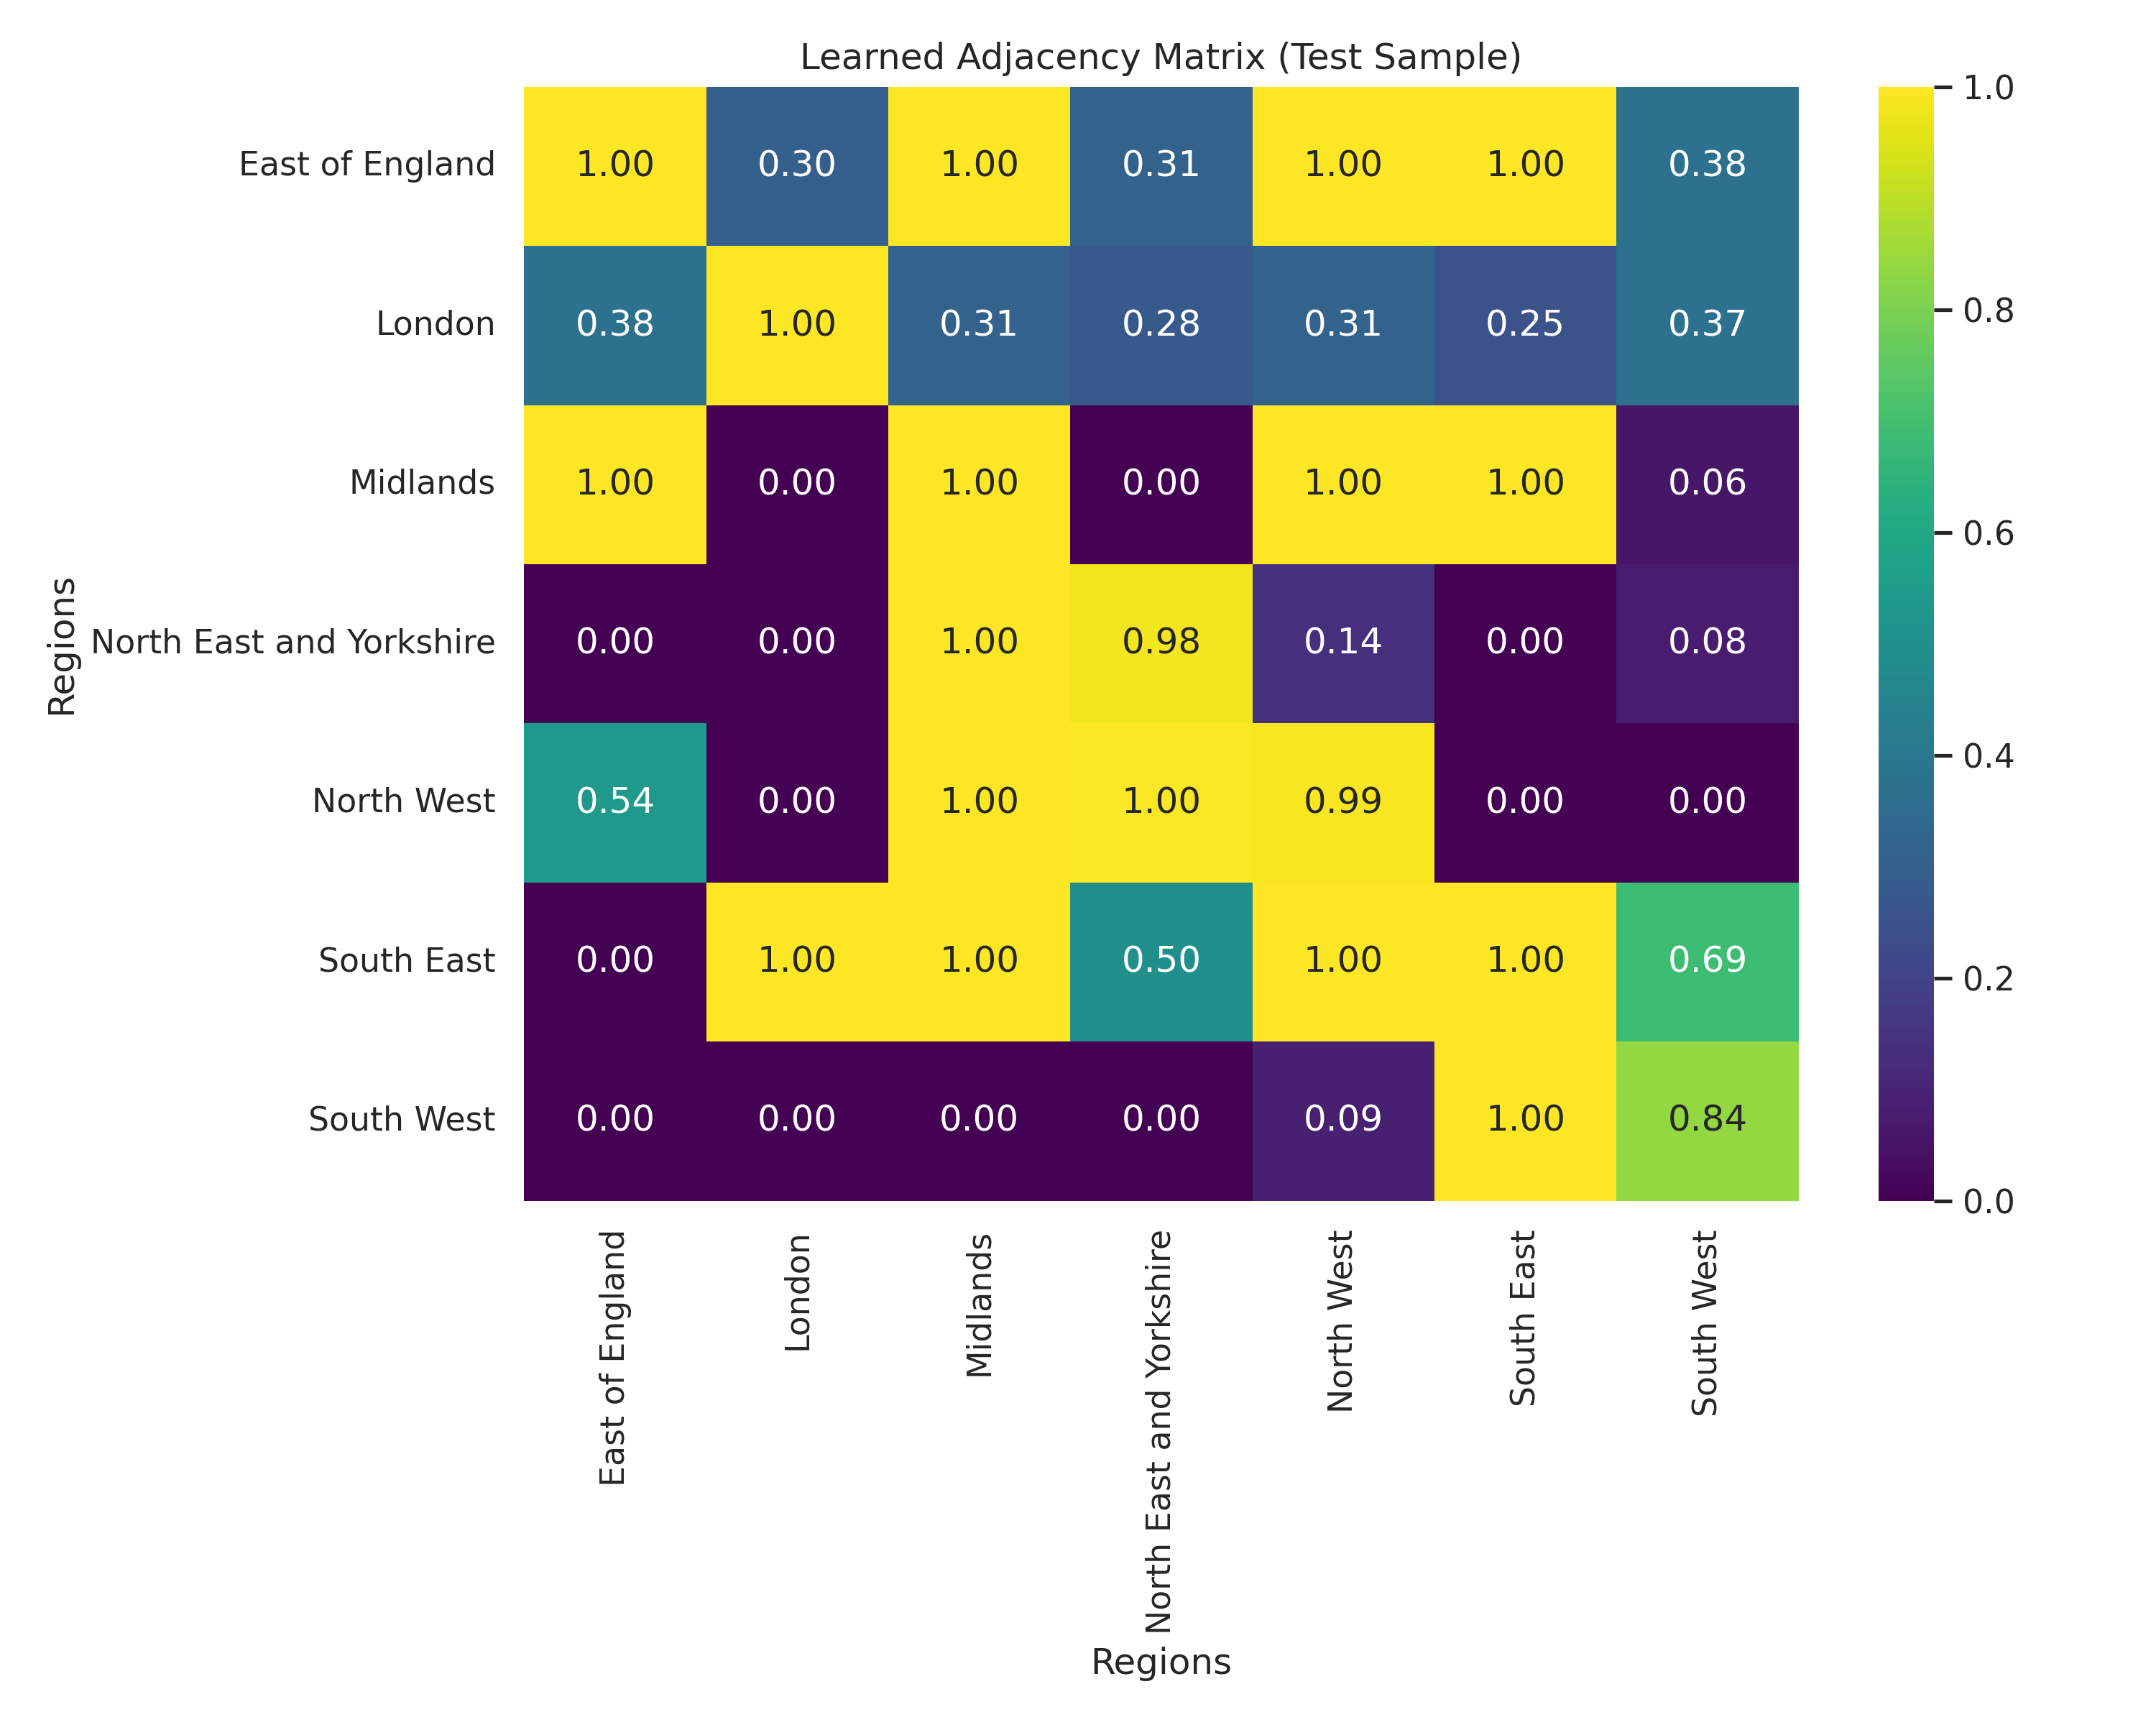 Learned Adjacency Matrix (Test Sample)
East of England 1.00 0.30 1.00 0.31 1.00 1.00 0.38
London 0.38 1.00 0.31 0.28 0.31 0.25 0.37
Midlands 1.00 0.00 1.00 0.00 1.00 1.00 0.06
North East and Yorkshire 0.00 0.00 1.00 0.98 0.14 0.00 0.08
North West 0.54 0.00 1.00 1.00 0.99 0.00 0.00
South East 0.00 1.00 1.00 0.50 1.00 1.00 0.69
South West 0.00 0.00 0.00 0.00 0.09 1.00 0.84
Regions
East of England
London
Midlands
North East and Yorkshire
North West
South East
South West
Regions
1.0
0.8
0.6
0.4
0.2
0.0